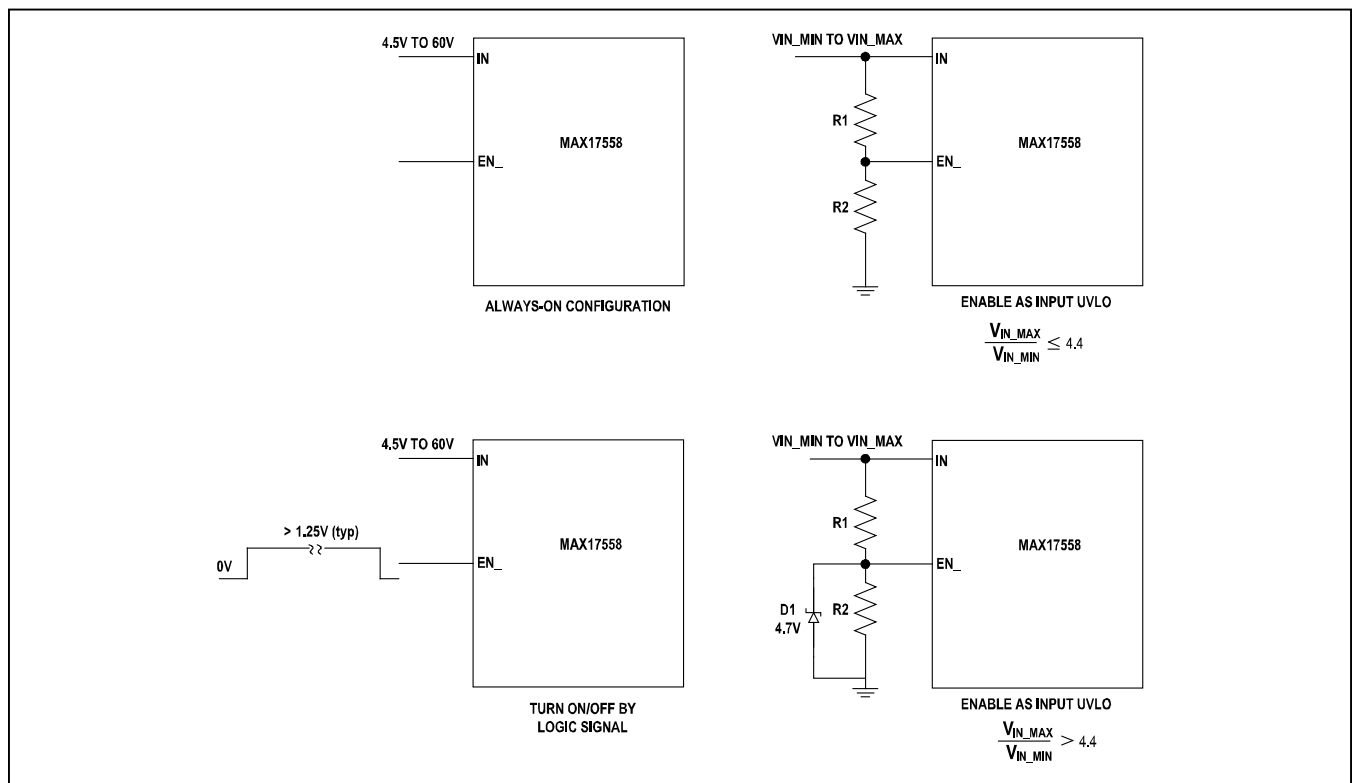 4.5V TO 60V
IN
MAX17558
EN_
ALWAYS-ON CONFIGURATION
VIN_MIN TO VIN_MAX
IN
R1
MAX17558
EN_
R2
ENABLE AS INPUT UVLO
VIN_MAX
VIN_MIN ≤ 4.4
4.5V TO 60V
IN
> 1.25V (typ)
MAX17558
0V
EN_
TURN ON/OFF BY
LOGIC SIGNAL
VIN_MIN TO VIN_MAX
IN
R1
MAX17558
EN_
D1
4.7V
R2
ENABLE AS INPUT UVLO
VIN_MAX
VIN_MIN > 4.4